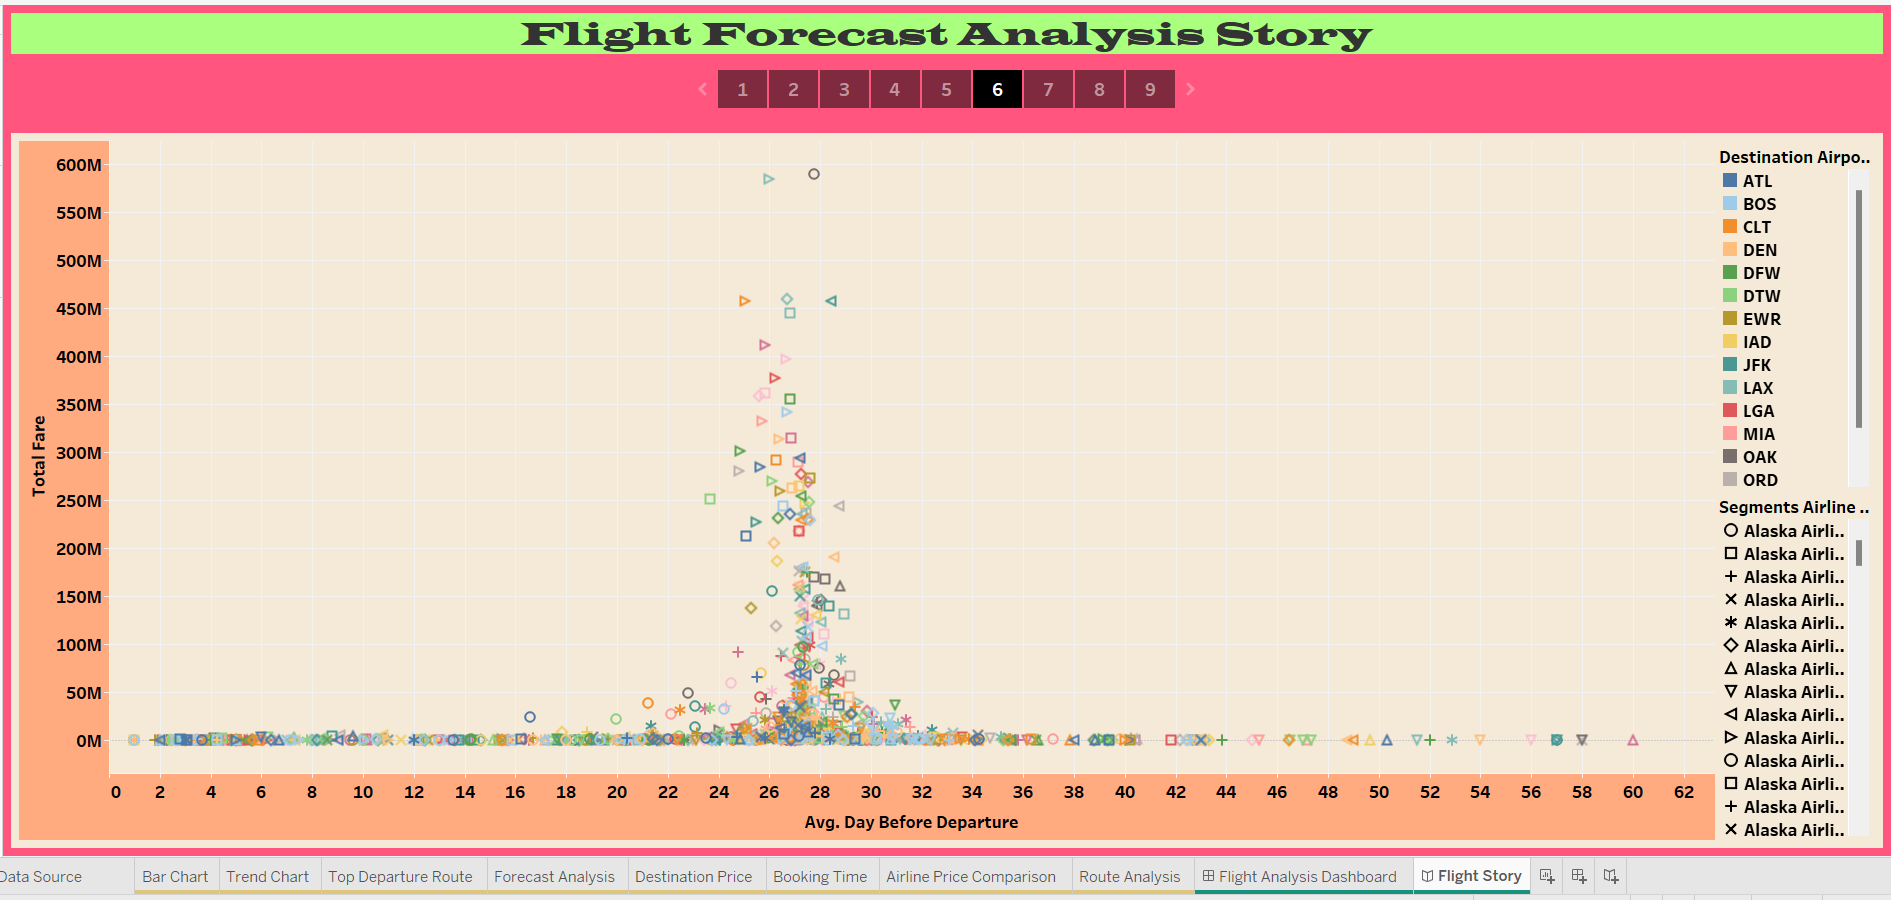 Flight Forecast Analysis Story
1 2 3 4 5 6 7 8 9
600M
550M
500M
450M
400M
350M
300M
250M
200M
150M
100M
50M
0M
Total Fare
0 2 4 6 8 10 12 14 16 18 20 22 24 26 28 30 32 34 36 38 40 42 44 46 48 50 52 54 56 58 60 62
Avg. Day Before Departure
Destination Airpo..
ATL
BOS
CLT
DEN
DFW
DTW
EWR
IAD
JFK
LAX
LGA
MIA
OAK
ORD
Segments Airline ..
Alaska Airli..
Alaska Airli..
Alaska Airli..
Alaska Airli..
Alaska Airli..
Alaska Airli..
Alaska Airli..
Alaska Airli..
Alaska Airli..
Alaska Airli..
Alaska Airli..
Alaska Airli..
Alaska Airli..
Alaska Airli..
Data Source Bar Chart Trend Chart Top Departure Route Forecast Analysis Destination Price Booking Time Airline Price Comparison Route Analysis Flight Analysis Dashboard Flight Story